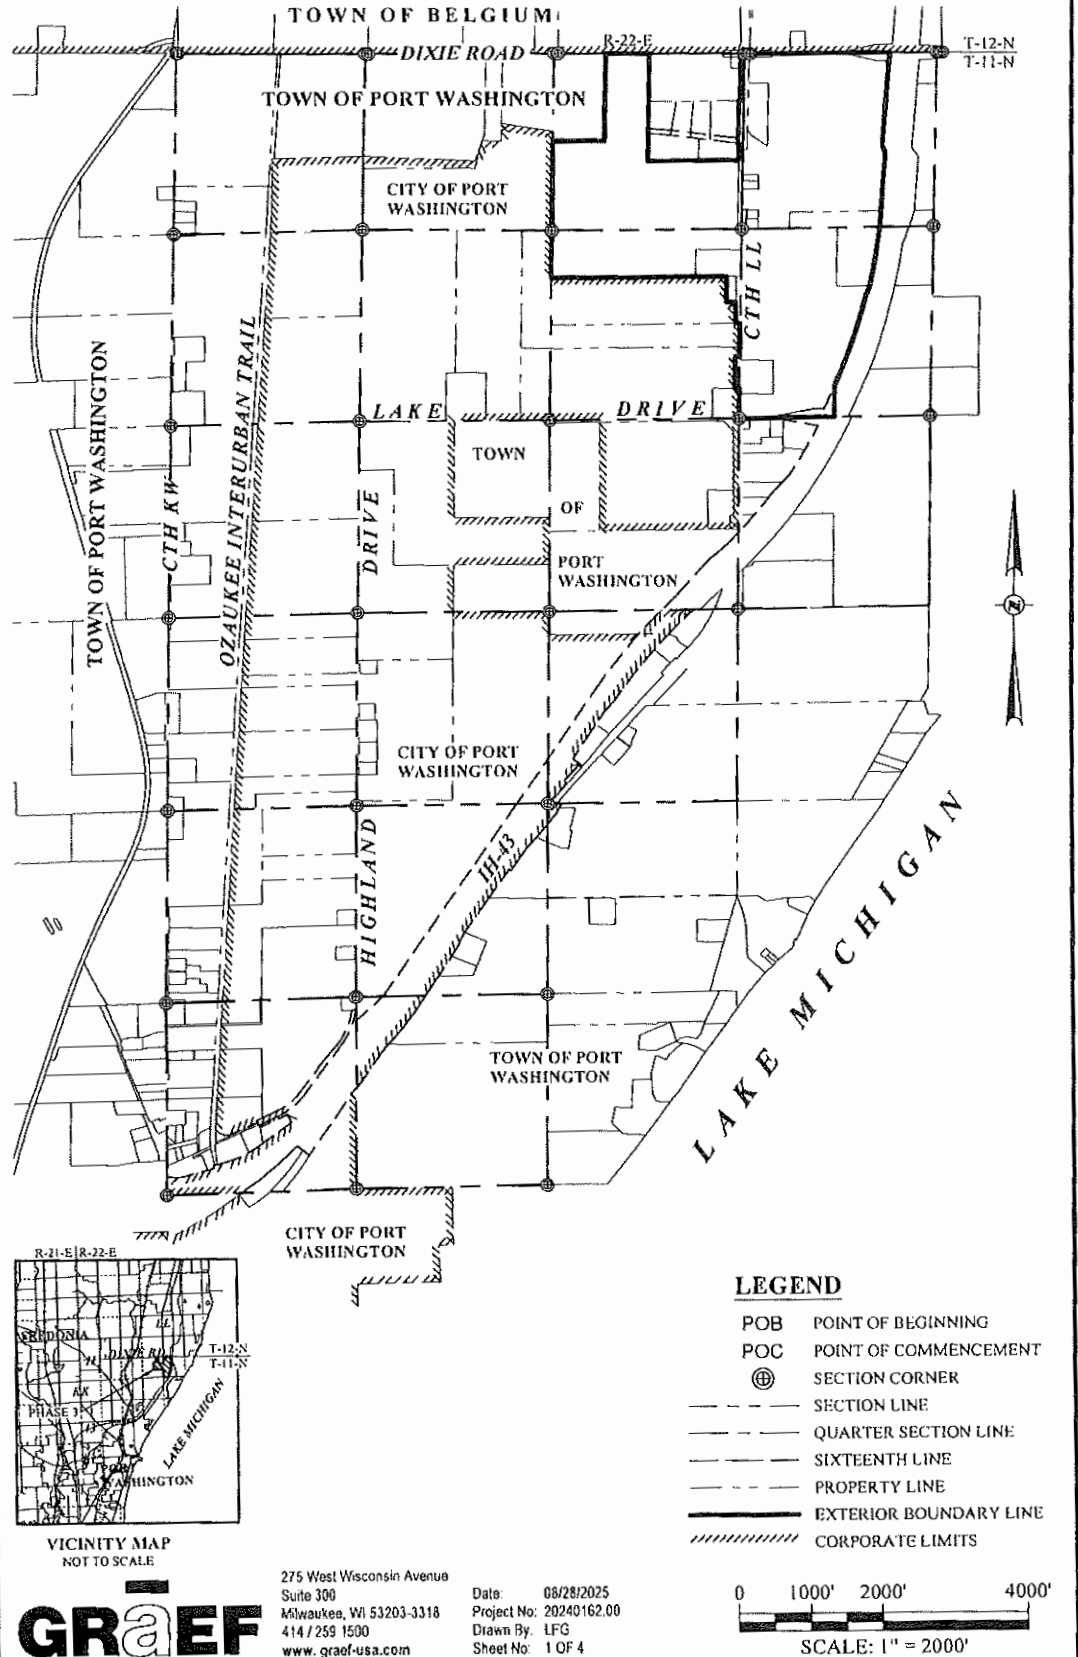 TOWN OF BELGIUM
R-22-E
DIXIE ROAD
T-12-N
T-11-N
TOWN OF PORT WASHINGTON
CITY OF PORT
WASHINGTON
CTH LL
OZAUKEE INTERURBAN TRAIL
TOWN OF PORT WASHINGTON
LAKE DRIVE
TOWN
OF
PORT
WASHINGTON
CTH KW
DRIVE
CITY OF PORT
WASHINGTON
HIGHLAND
IH-43
LAKE MICHIGAN
TOWN OF PORT
WASHINGTON
CITY OF PORT
WASHINGTON
R-21-E R-22-E
LL
DIXIE RD
T-12-N
T-11-N
KK
PHASE 3
LAKE MICHIGAN
PORT
WASHINGTON
VICINITY MAP
NOT TO SCALE
LEGEND
POB POINT OF BEGINNING
POC POINT OF COMMENCEMENT
SECTION CORNER
SECTION LINE
QUARTER SECTION LINE
SIXTEENTH LINE
PROPERTY LINE
EXTERIOR BOUNDARY LINE
CORPORATE LIMITS
GRaEF
275 West Wisconsin Avenue
Suite 300
Milwaukee, WI 53203-3318
414 / 259 1500
www.graef-usa.com
Date: 08/28/2025
Project No: 20240162.00
Drawn By: LFG
Sheet No: 1 OF 4
0 1000' 2000' 4000'
SCALE: 1" = 2000'